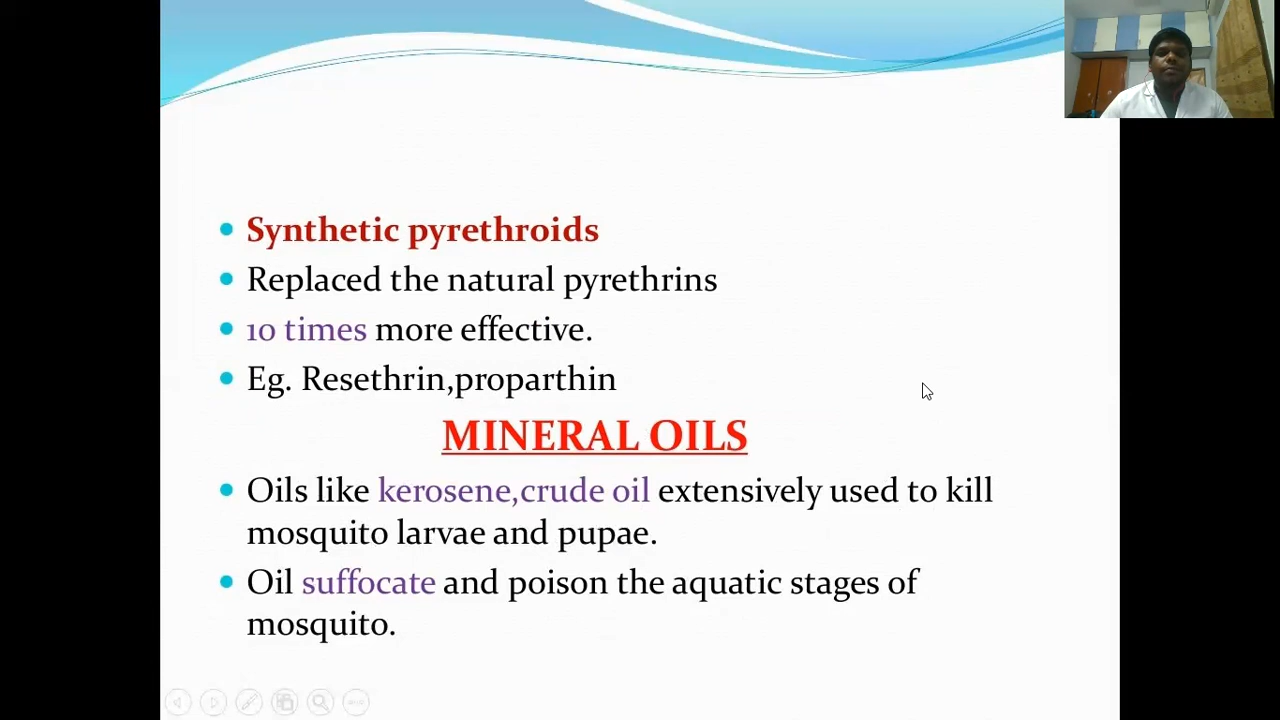 Synthetic pyrethroids
Replaced the natural pyrethrins
10 times more effective.
Eg. Resethrin,proparthin
MINERAL OILS
Oils like kerosene,crude oil extensively used to kill
mosquito larvae and pupae.
Oil suffocate and poison the aquatic stages of
mosquito.